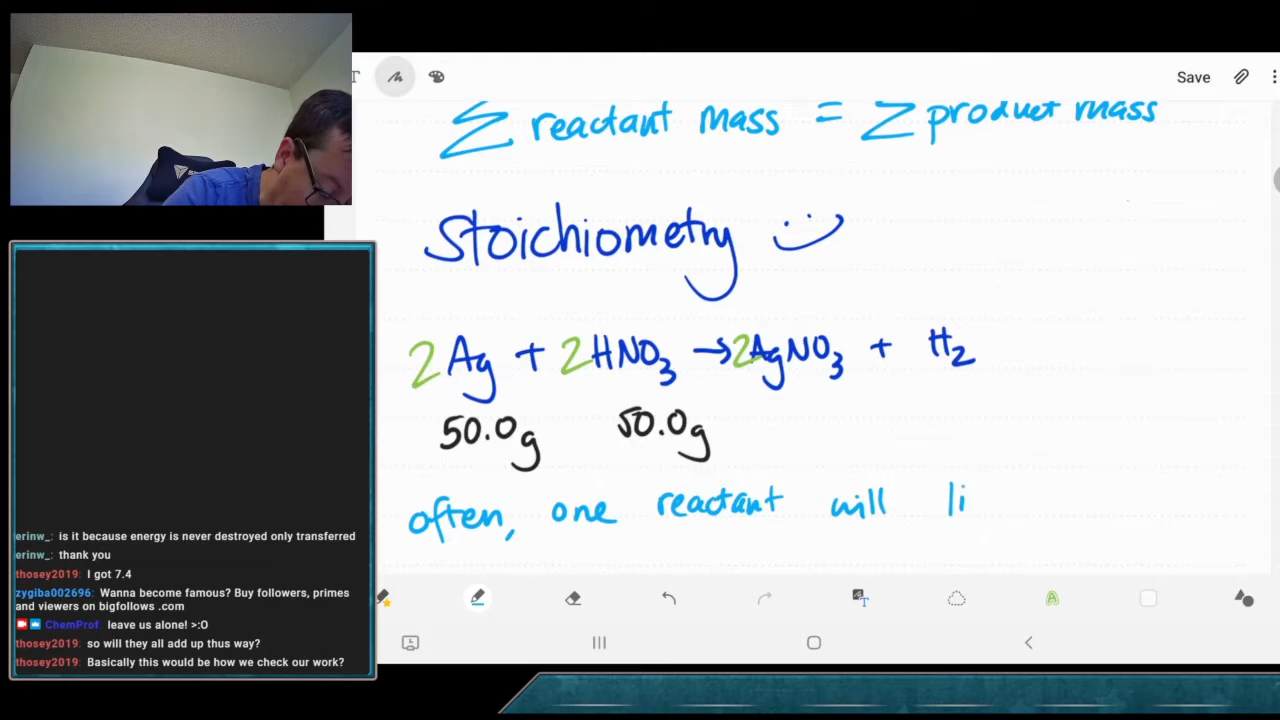 T
Save
∑ reactant mass = ∑ product mass
Stoichiometry :)
2Ag + 2HNO₃ → 2AgNO₃ + H₂
50.0g 50.0g
often, one reactant will li
erinw_: is it because energy is never destroyed only transferred
erinw_: thank you
thosey2019: I got 7.4
zygiba002696: Wanna become famous? Buy followers, primes
and viewers on bigfollows .com
ChemProf: leave us alone! >:O
thosey2019: so will they all add up thus way?
thosey2019: Basically this would be how we check our work?
T
A